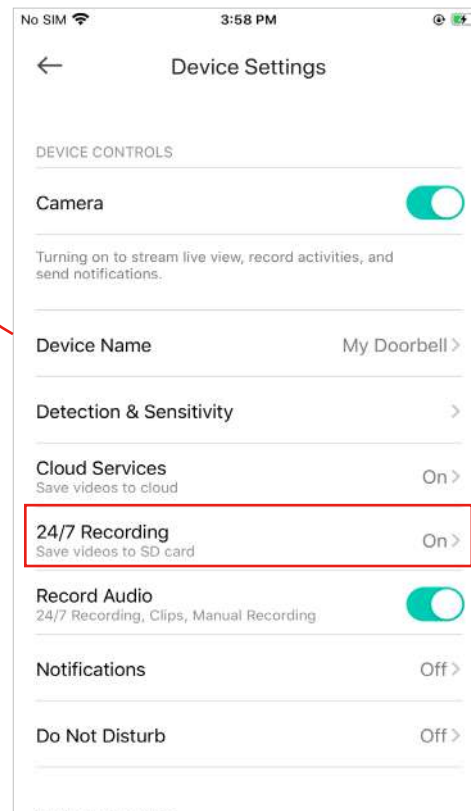 No SIM 3:58 PM
Device Settings
DEVICE CONTROLS
Camera
Turning on to stream live view, record activities, and
send notifications.
Device Name My Doorbell >
Detection & Sensitivity >
Cloud Services On >
Save videos to cloud
24/7 Recording On >
Save videos to SD card
Record Audio
24/7 Recording, Clips, Manual Recording
Notifications Off >
Do Not Disturb Off >